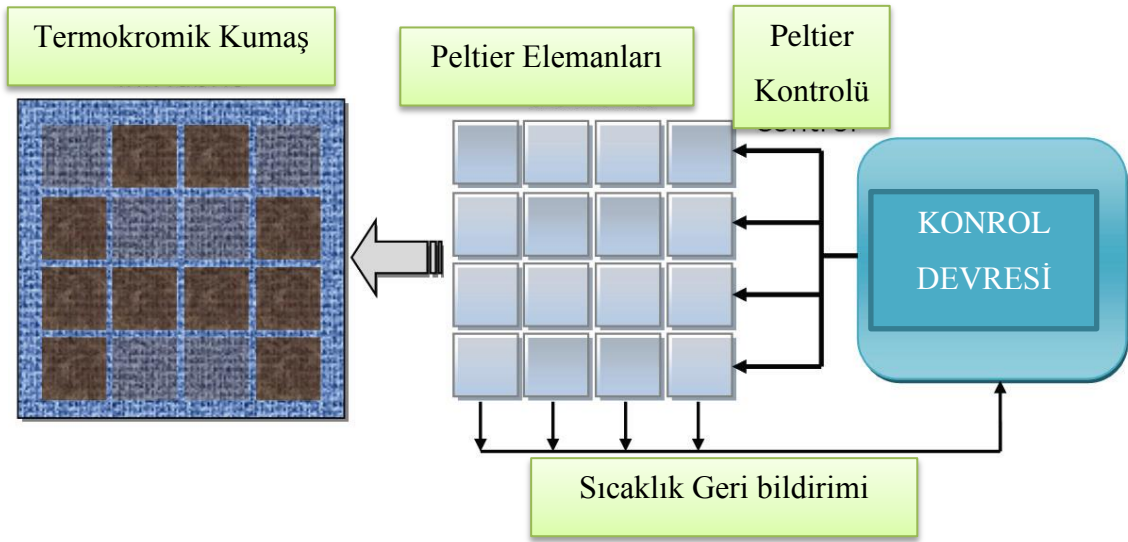 Termokromik Kumaş
Peltier Elemanları
Peltier
Kontrolü
KONROL
DEVRESİ
Sıcaklık Geri bildirimi